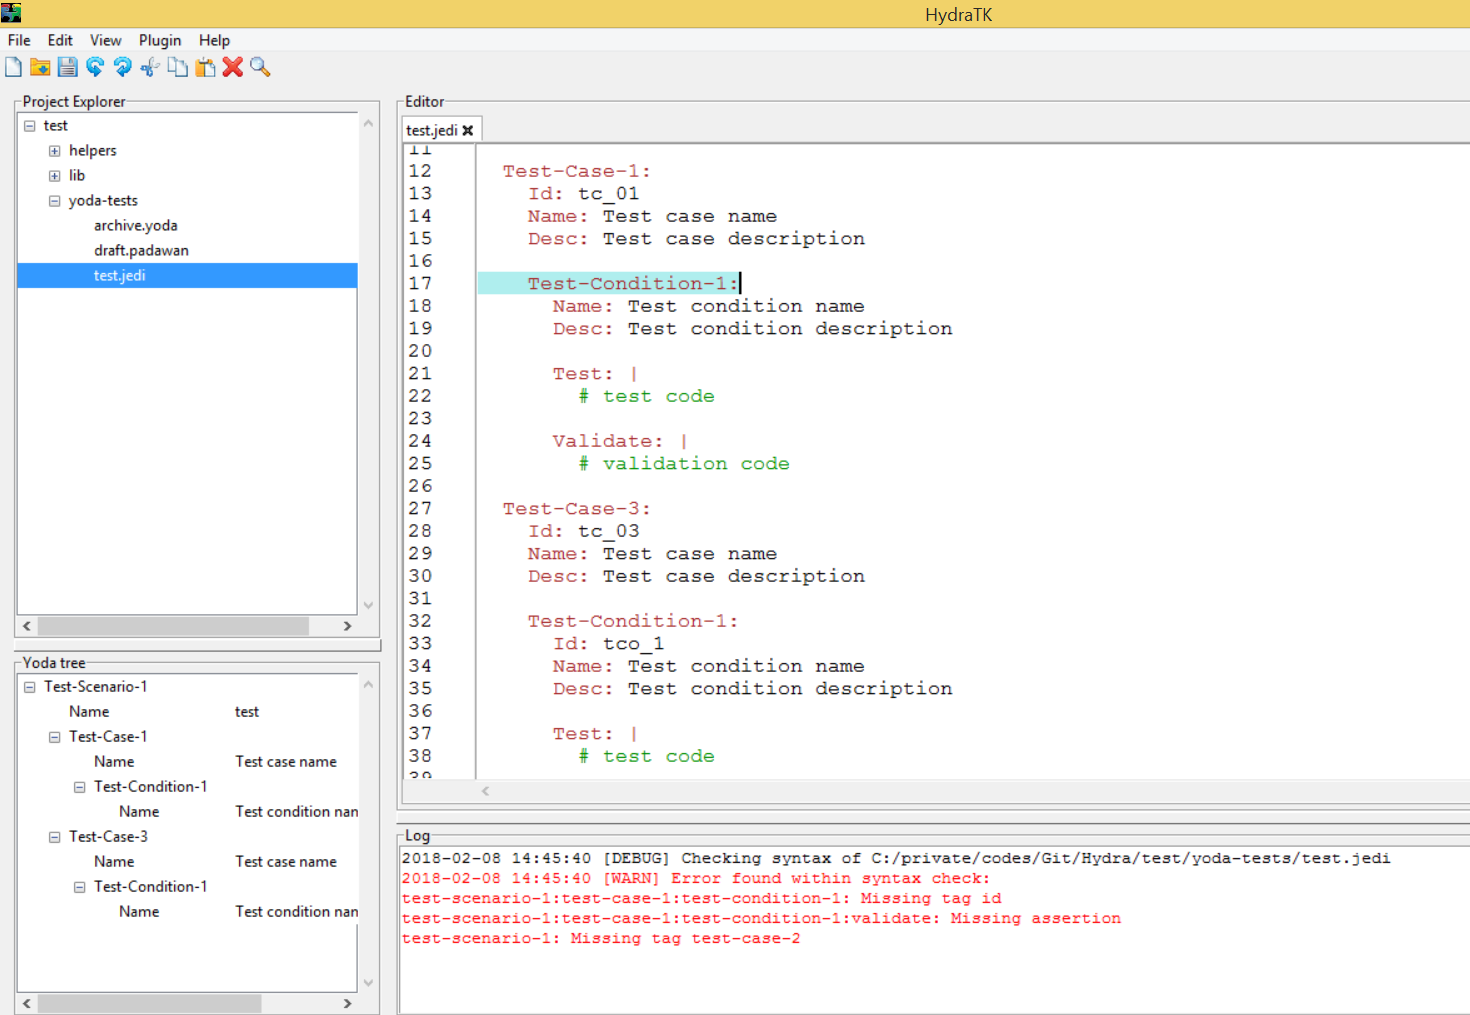 HydraTK
File Edit View Plugin Help
Project Explorer
test
helpers
lib
yoda-tests
archive.yoda
draft.padawan
test.jedi
Yoda tree
Test-Scenario-1
Name test
Test-Case-1
Name Test case name
Test-Condition-1
Name Test condition nan
Test-Case-3
Name Test case name
Test-Condition-1
Name Test condition nan
Editor
test.jedi
11
12 Test-Case-1:
13 Id: tc_01
14 Name: Test case name
15 Desc: Test case description
16
17 Test-Condition-1:
18 Name: Test condition name
19 Desc: Test condition description
20
21 Test: |
22 # test code
23
24 Validate: |
25 # validation code
26
27 Test-Case-3:
28 Id: tc_03
29 Name: Test case name
30 Desc: Test case description
31
32 Test-Condition-1:
33 Id: tco_1
34 Name: Test condition name
35 Desc: Test condition description
36
37 Test: |
38 # test code
39
Log
2018-02-08 14:45:40 [DEBUG] Checking syntax of C:/private/codes/Git/Hydra/test/yoda-tests/test.jedi
2018-02-08 14:45:40 [WARN] Error found within syntax check:
test-scenario-1:test-case-1:test-condition-1: Missing tag id
test-scenario-1:test-case-1:test-condition-1:validate: Missing assertion
test-scenario-1: Missing tag test-case-2